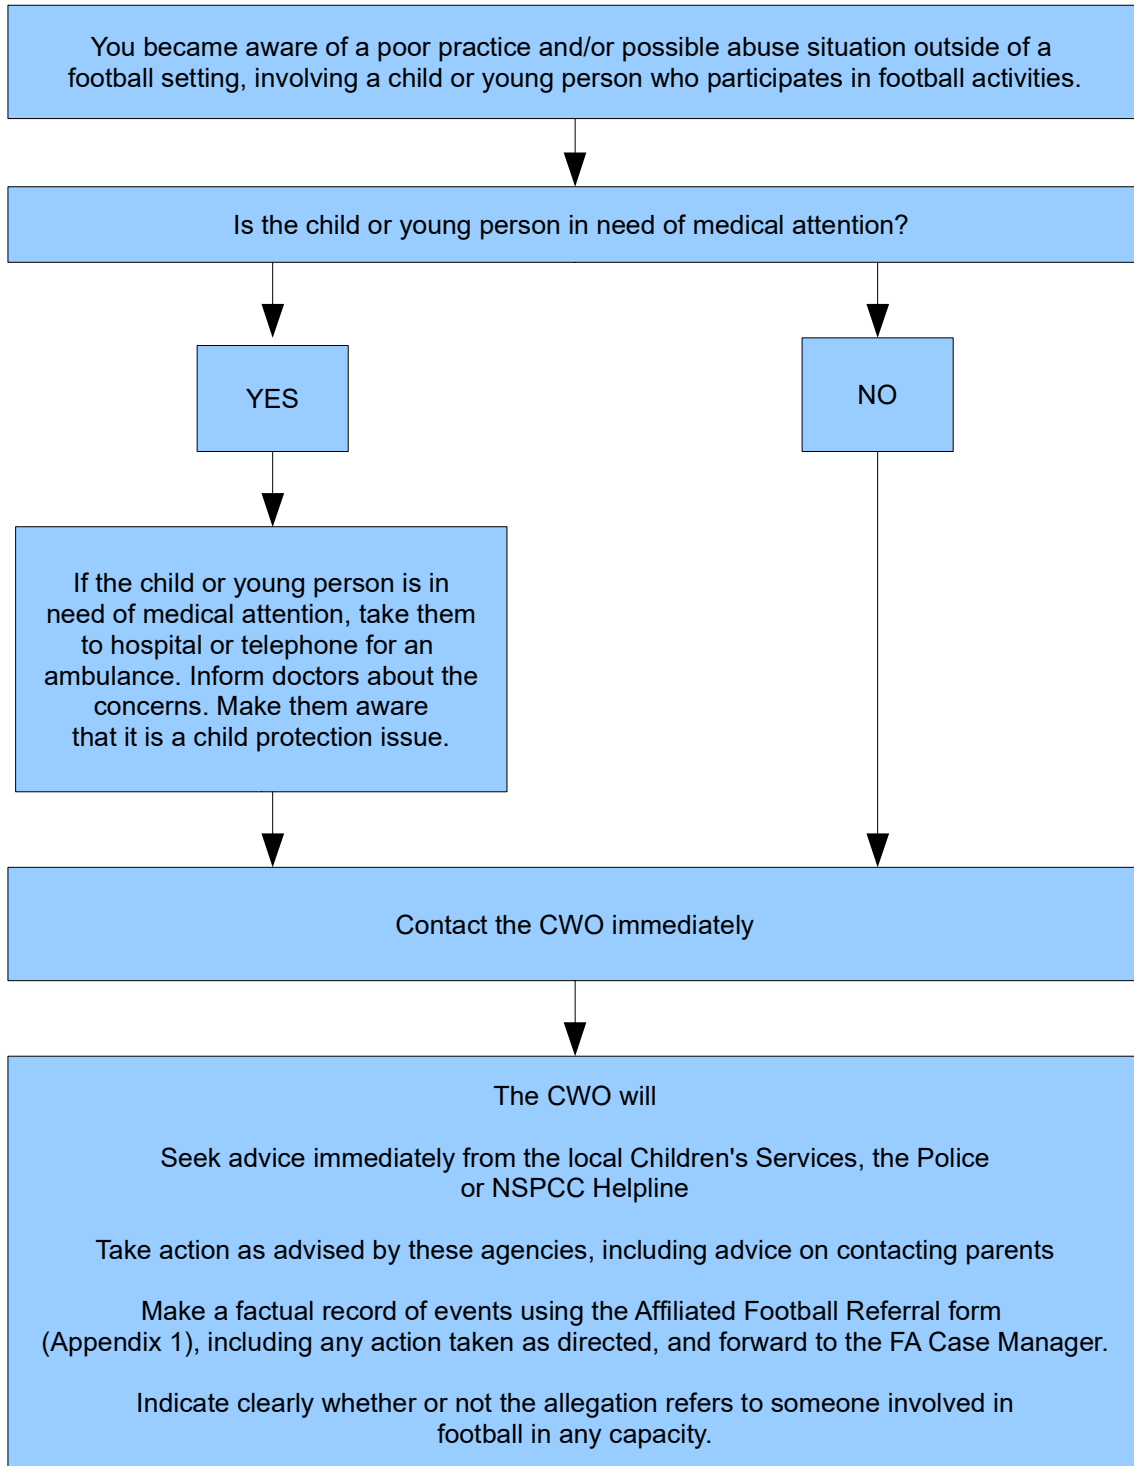 You became aware of a poor practice and/or possible abuse situation outside of a
football setting, involving a child or young person who participates in football activities.
Is the child or young person in need of medical attention?
YES
NO
If the child or young person is in
need of medical attention, take them
to hospital or telephone for an
ambulance. Inform doctors about the
concerns. Make them aware
that it is a child protection issue.
Contact the CWO immediately
The CWO will
Seek advice immediately from the local Children's Services, the Police
or NSPCC Helpline
Take action as advised by these agencies, including advice on contacting parents
Make a factual record of events using the Affiliated Football Referral form
(Appendix 1), including any action taken as directed, and forward to the FA Case Manager.
Indicate clearly whether or not the allegation refers to someone involved in
football in any capacity.